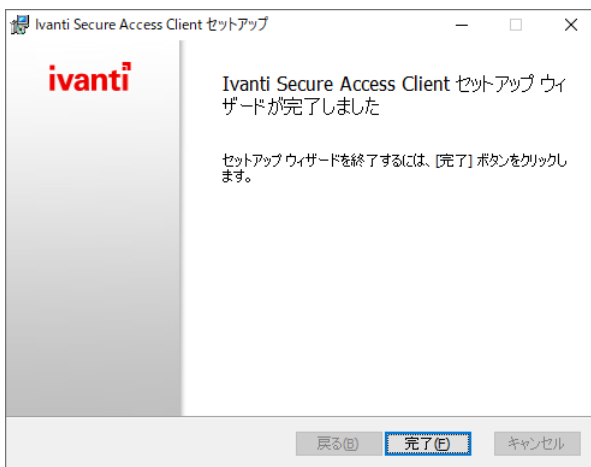 Ivanti Secure Access Client セットアップ
ivanti
Ivanti Secure Access Client セットアップ ウィ
ザードが完了しました
セットアップ ウィザードを終了するには、[完了] ボタンをクリックし
ます。
戻る(B) 完了(F) キャンセル